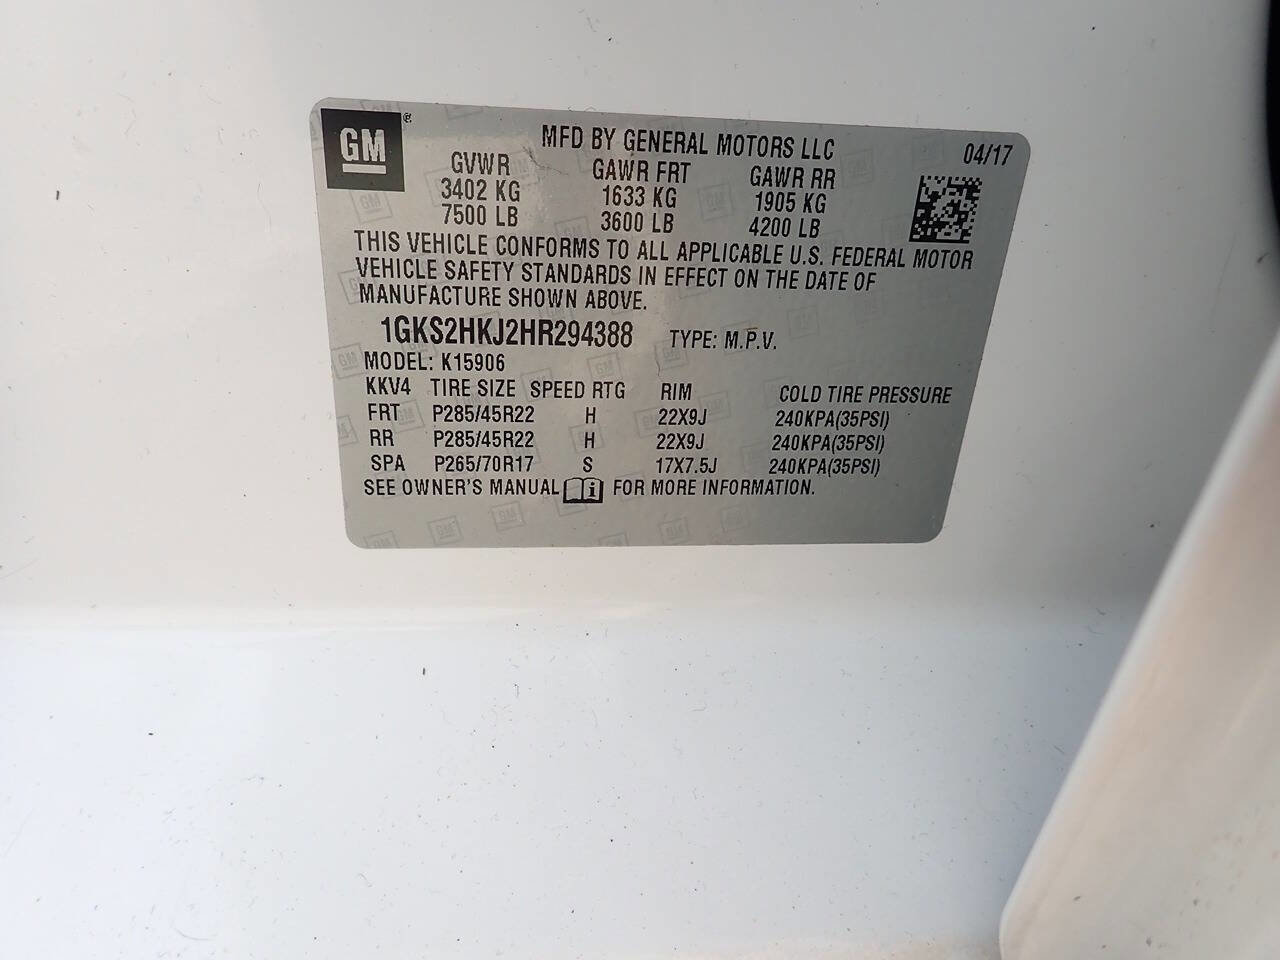 GM ® MFD BY GENERAL MOTORS LLC 04/17
GVWR GAWR FRT GAWR RR
3402 KG 1633 KG 1905 KG
7500 LB 3600 LB 4200 LB
THIS VEHICLE CONFORMS TO ALL APPLICABLE U.S. FEDERAL MOTOR
VEHICLE SAFETY STANDARDS IN EFFECT ON THE DATE OF
MANUFACTURE SHOWN ABOVE.
1GKS2HKJ2HR294388 TYPE: M.P.V.
MODEL: K15906
KKV4 TIRE SIZE SPEED RTG RIM COLD TIRE PRESSURE
FRT P285/45R22 H 22X9J 240KPA(35PSI)
RR P285/45R22 H 22X9J 240KPA(35PSI)
SPA P265/70R17 S 17X7.5J 240KPA(35PSI)
SEE OWNER'S MANUAL i FOR MORE INFORMATION.